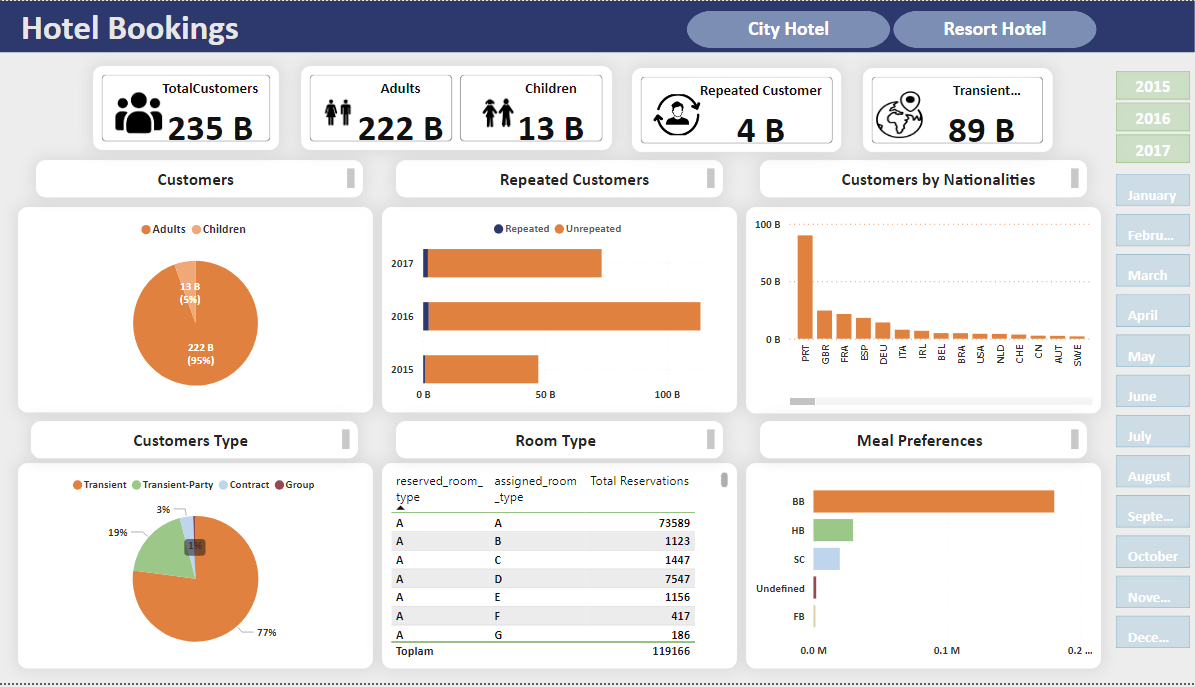 Hotel Bookings
City Hotel
Resort Hotel
TotalCustomers
235 B
Adults
222 B
Children
13 B
Repeated Customer
4 B
Transient...
89 B
2015
2016
2017
January
Febru...
March
April
May
June
July
August
Septe...
October
Nove...
Dece...
Customers
Adults Children
13 B
(5%)
222 B
(95%)
Repeated Customers
Repeated Unrepeated
2017
2016
2015
0 B 50 B 100 B
Customers by Nationalities
100 B
50 B
0 B
PRT GBR FRA ESP DEU ITA IRL BEL BRA USA NLD CHE CN AUT SWE
Customers Type
Transient Transient-Party Contract Group
3%
19%
1%
77%
Room Type
reserved_room_ assigned_room Total Reservations
type _type
A A 73589
A B 1123
A C 1447
A D 7547
A E 1156
A F 417
A G 186
Toplam 119166
Meal Preferences
BB
HB
SC
Undefined
FB
0.0 M 0.1 M 0.2 ...